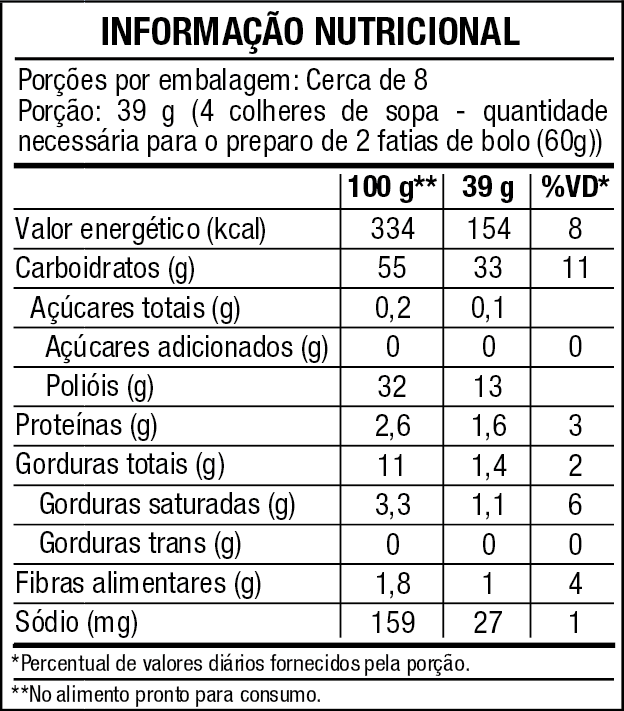 INFORMAÇÃO NUTRICIONAL
Porções por embalagem: Cerca de 8
Porção: 39 g (4 colheres de sopa - quantidade
necessária para o preparo de 2 fatias de bolo (60g))
100 g** 39 g %VD*
Valor energético (kcal) 334 154 8
Carboidratos (g) 55 33 11
Açúcares totais (g) 0,2 0,1
Açúcares adicionados (g) 0 0 0
Polióis (g) 32 13
Proteínas (g) 2,6 1,6 3
Gorduras totais (g) 11 1,4 2
Gorduras saturadas (g) 3,3 1,1 6
Gorduras trans (g) 0 0 0
Fibras alimentares (g) 1,8 1 4
Sódio (mg) 159 27 1
*Percentual de valores diários fornecidos pela porção.
**No alimento pronto para consumo.